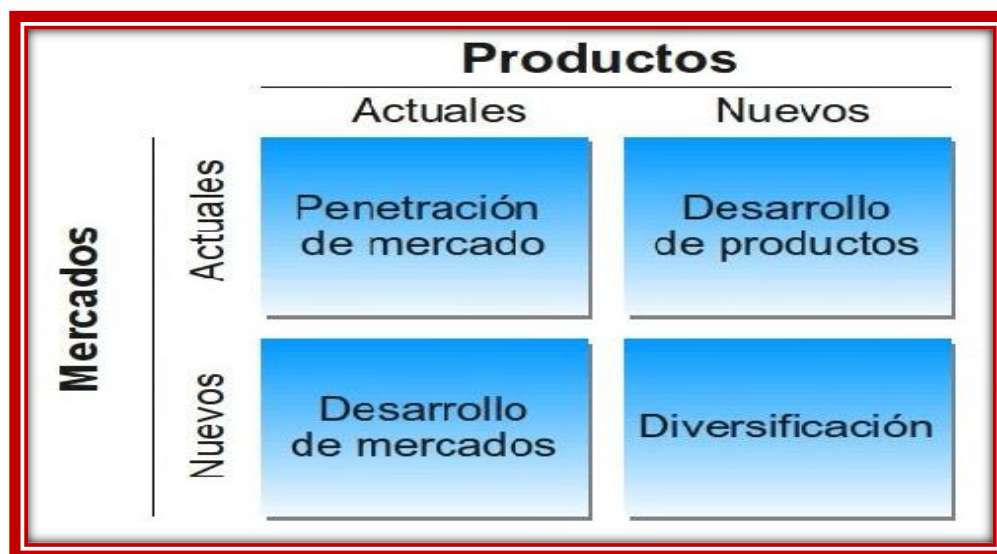 Productos
Actuales
Nuevos
Mercados
Actuales
Penetración
de mercado
Desarrollo
de productos
Nuevos
Desarrollo
de mercados
Diversificación